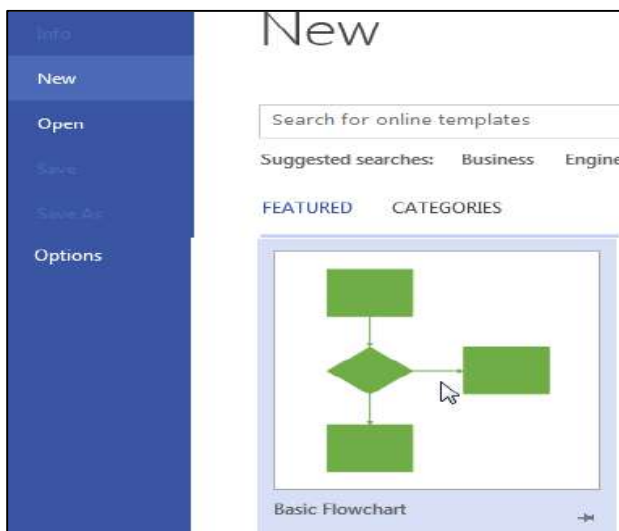 Info
New
Open
Save
Save As
Options
New
Search for online templates
Suggested searches: Business Engine
FEATURED CATEGORIES
Basic Flowchart